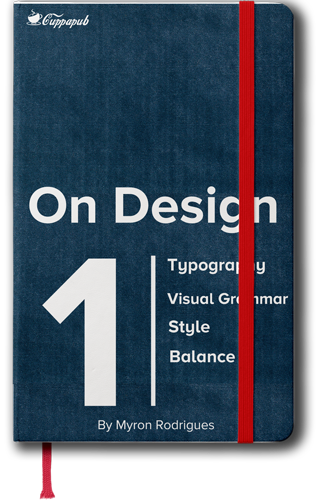 Cuppapub
On Design
1
Typography
Visual Grammar
Style
Balance
By Myron Rodrigues